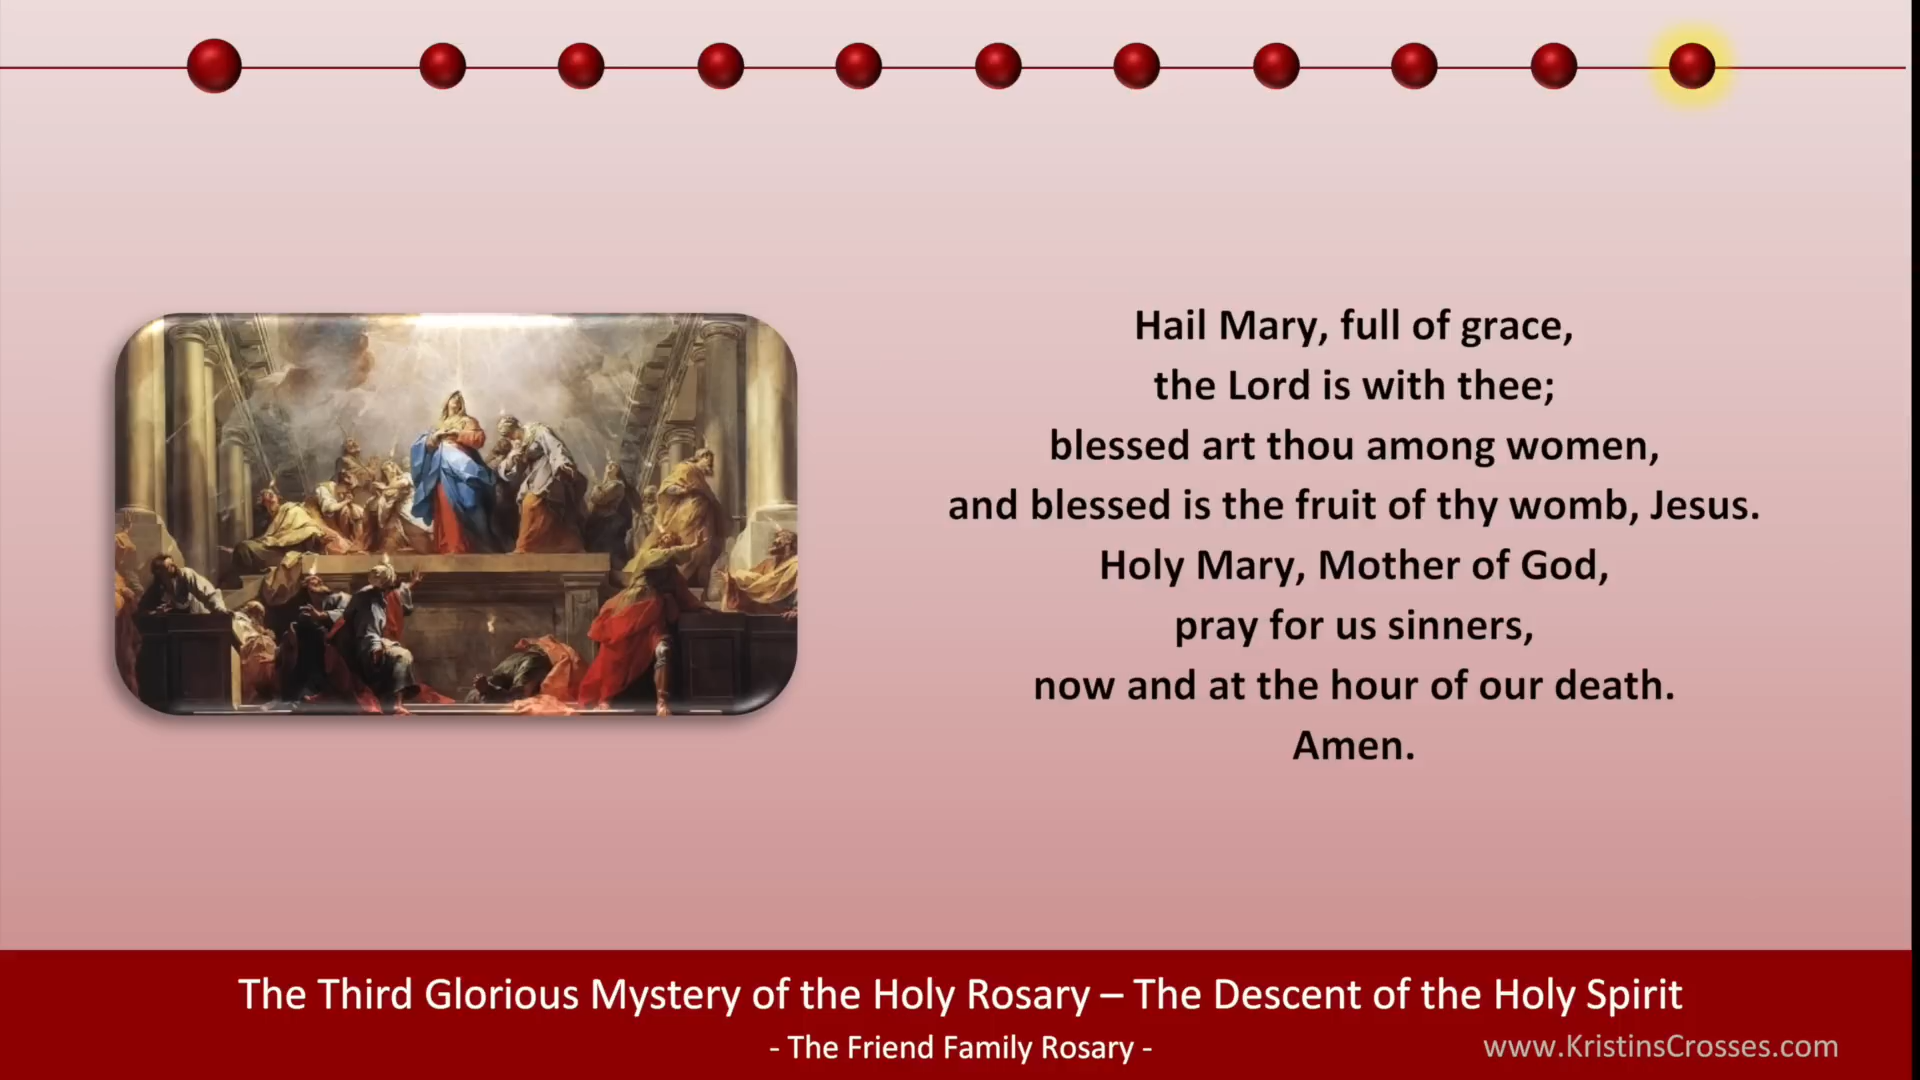 Hail Mary, full of grace,
the Lord is with thee;
blessed art thou among women,
and blessed is the fruit of thy womb, Jesus.
Holy Mary, Mother of God,
pray for us sinners,
now and at the hour of our death.
Amen.
The Third Glorious Mystery of the Holy Rosary – The Descent of the Holy Spirit
- The Friend Family Rosary -
www.KristinsCrosses.com